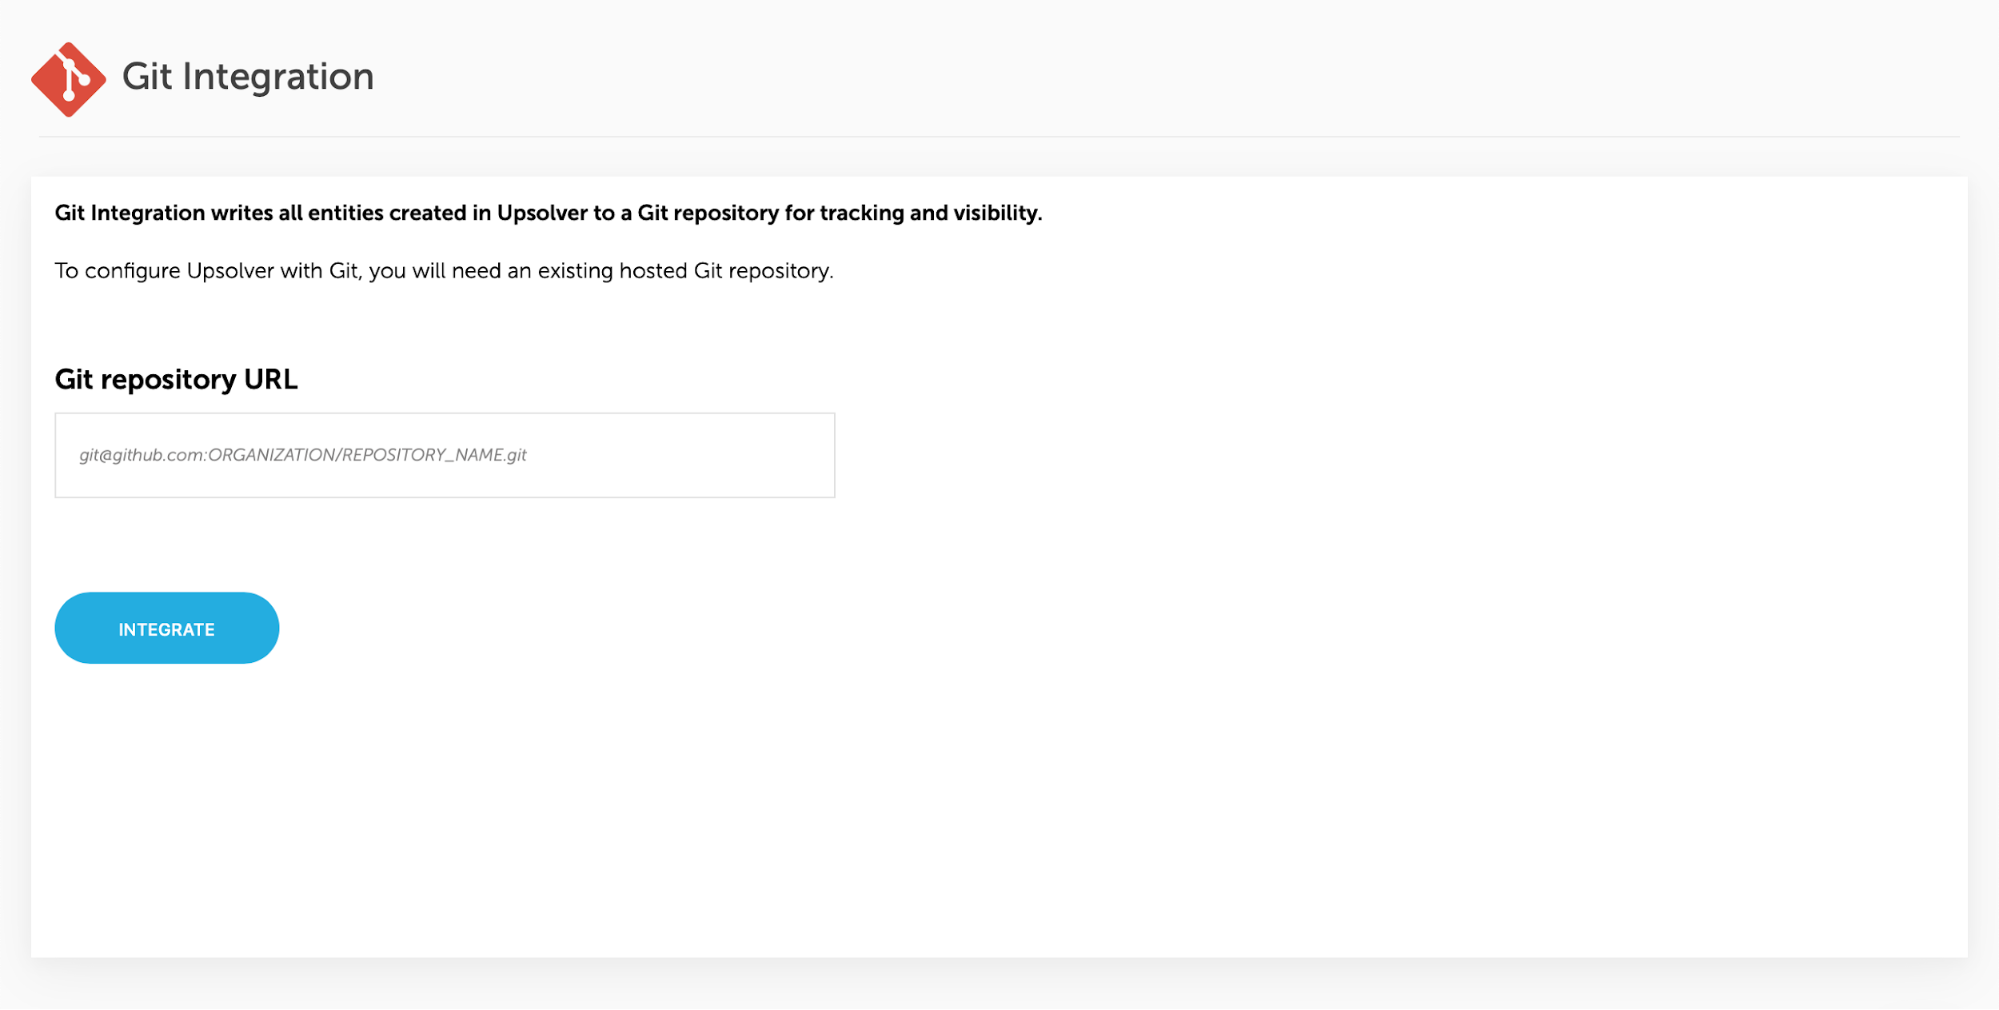 Git Integration
Git Integration writes all entities created in Upsolver to a Git repository for tracking and visibility.
To configure Upsolver with Git, you will need an existing hosted Git repository.
Git repository URL
git@github.com:ORGANIZATION/REPOSITORY_NAME.git
INTEGRATE